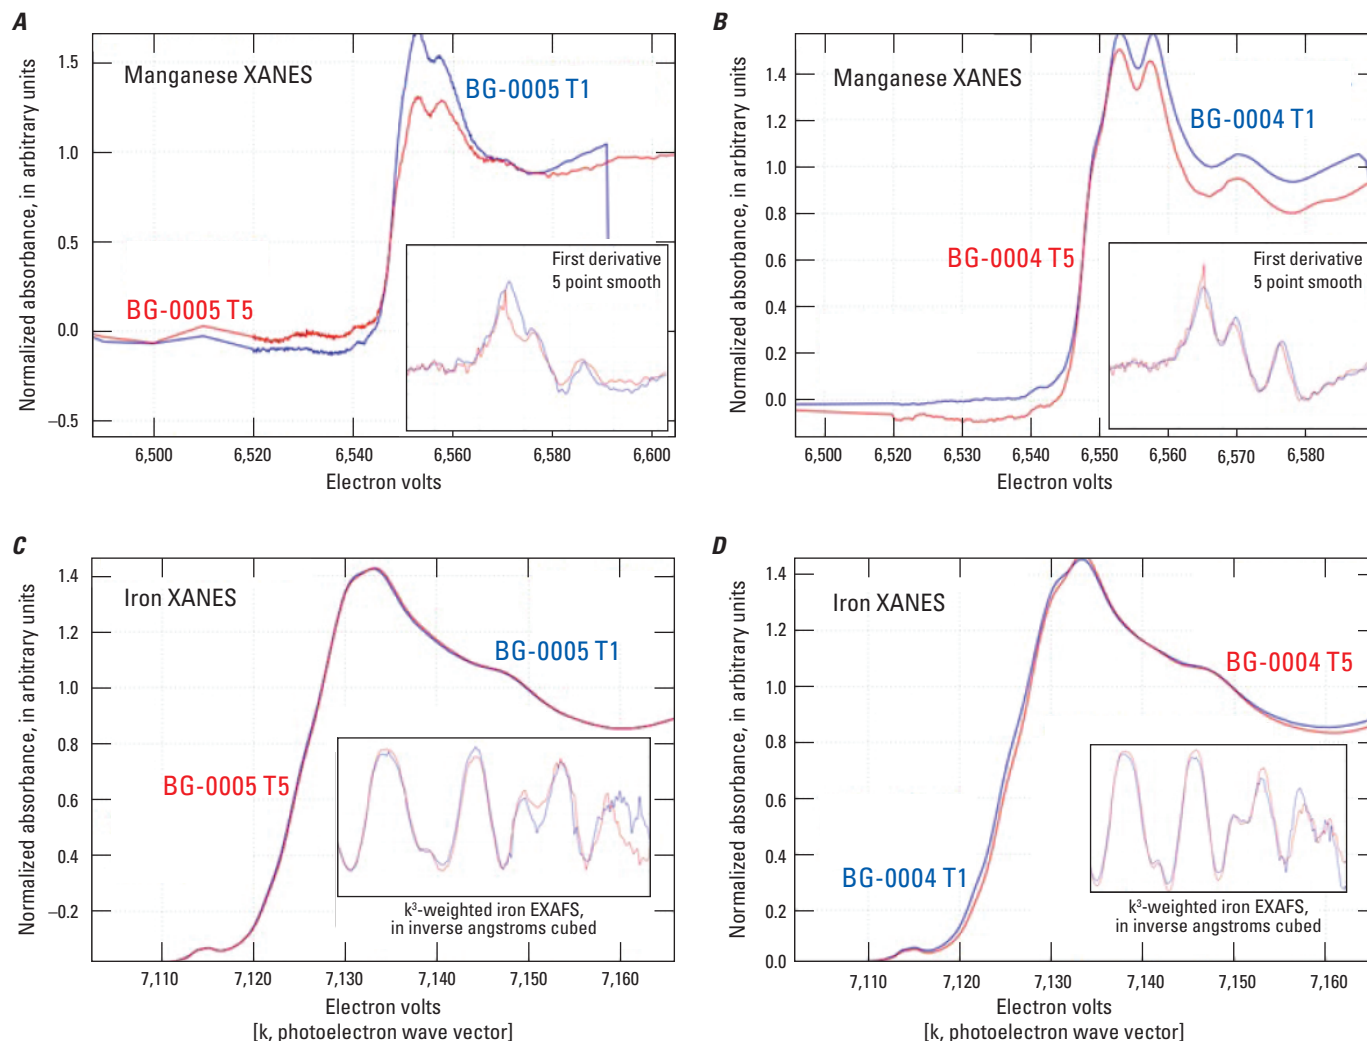 A
Manganese XANES
BG-0005 T1
BG-0005 T5
First derivative
5 point smooth
Normalized absorbance, in arbitrary units
1.5
1.0
0.5
0.0
–0.5
6,500
6,520
6,540
6,560
6,580
6,600
Electron volts
B
Manganese XANES
BG-0004 T1
BG-0004 T5
First derivative
5 point smooth
Normalized absorbance, in arbitrary units
1.4
1.2
1.0
0.8
0.6
0.4
0.2
0.0
6,500
6,520
6,530
6,540
6,550
6,560
6,570
6,580
Electron volts
C
Iron XANES
BG-0005 T1
BG-0005 T5
Normalized absorbance, in arbitrary units
1.4
1.2
1.0
0.8
0.6
0.4
–0.2
k³-weighted iron EXAFS,
in inverse angstroms cubed
7,110
7,120
7,130
7,140
7,150
7,160
Electron volts
[k, photoelectron wave vector]
D
Iron XANES
BG-0004 T5
BG-0004 T1
Normalized absorbance, in arbitrary units
1.4
1.2
1.0
0.8
0.6
0.4
0.2
0.0
k³-weighted iron EXAFS,
in inverse angstroms cubed
7,110
7,120
7,130
7,140
7,150
7,160
Electron volts
[k, photoelectron wave vector]